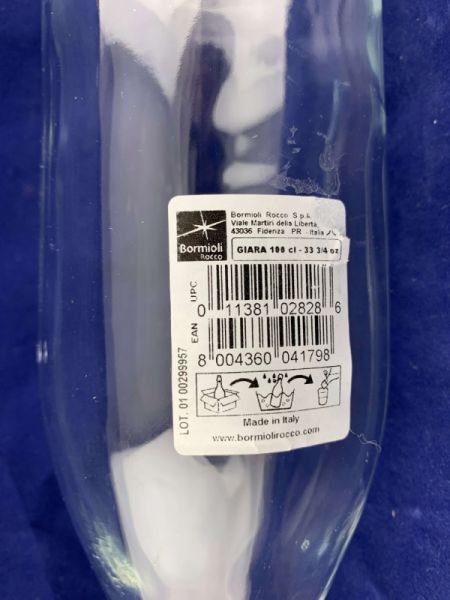 Bormioli
Rocco
Bormioli Rocco S.p.A.
Viale Martiri della Liberta,
43036 Fidenza PR - Italia
GIARA 100 cl - 33 3/4 oz
UPC
0 11381 02828 6
EAN
8 004360 041798
LOT. 01 00299957
Made in Italy
www.bormiolirocco.com